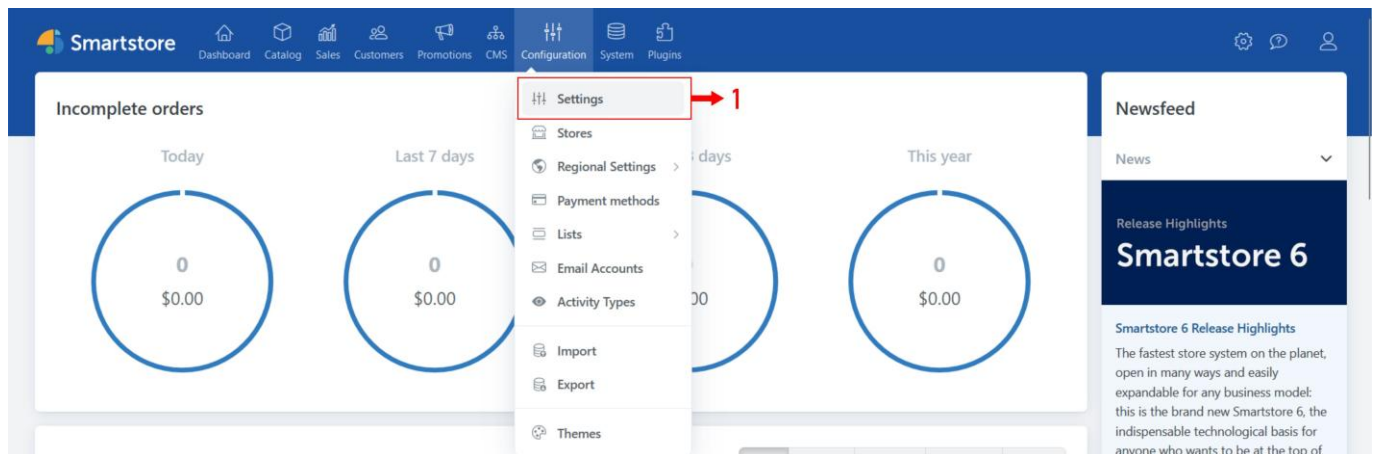 Smartstore
Dashboard Catalog Sales Customers Promotions CMS Configuration System Plugins
Incomplete orders
Today
0
$0.00
Last 7 days
0
$0.00
days
00
This year
0
$0.00
Settings
1
Stores
Regional Settings
Payment methods
Lists
Email Accounts
Activity Types
Import
Export
Themes
Newsfeed
News
Release Highlights
Smartstore 6
Smartstore 6 Release Highlights
The fastest store system on the planet,
open in many ways and easily
expandable for any business model:
this is the brand new Smartstore 6, the
indispensable technological basis for
anyone who wants to be at the top of